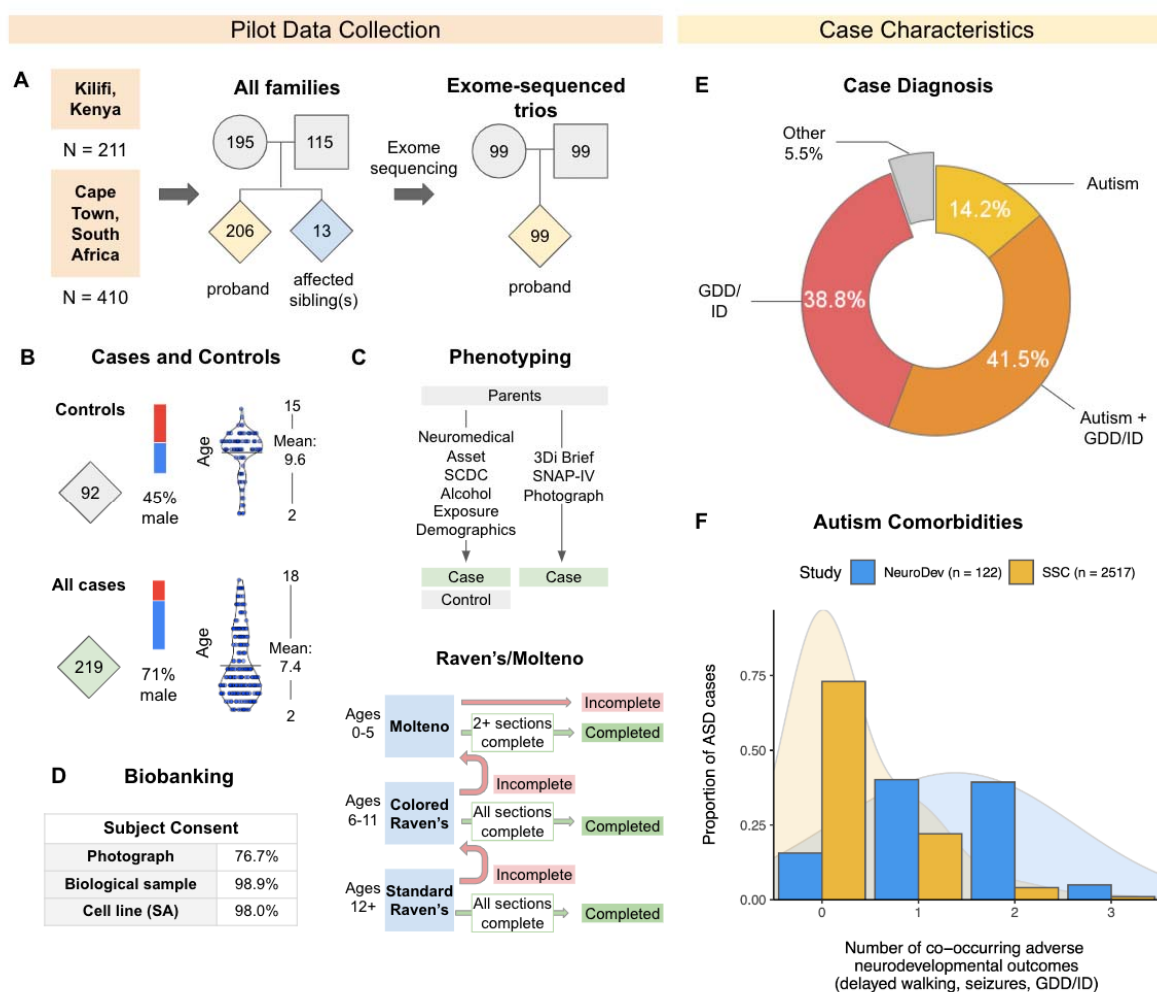 Pilot Data Collection
Case Characteristics
A
Kilifi,
Kenya
N = 211
Cape
Town,
South
Africa
N = 410
All families
195
115
206
13
proband
affected
sibling(s)
Exome
sequencing
Exome-sequenced
trios
99
99
99
proband
B
Cases and Controls
Controls
92
45%
male
Age
15
Mean:
9.6
2
All cases
219
71%
male
Age
18
Mean:
7.4
2
C
Phenotyping
Parents
Neuromedical
Asset
SCDC
Alcohol
Exposure
Demographics
3Di Brief
SNAP-IV
Photograph
Case
Control
Case
Raven's/Molteno
Ages
0-5
Molteno
Incomplete
2+ sections
complete
Completed
Incomplete
Ages
6-11
Colored
Raven's
All sections
complete
Completed
Incomplete
Ages
12+
Standard
Raven's
All sections
complete
Completed
D
Biobanking
Subject Consent
Photograph 76.7%
Biological sample 98.9%
Cell line (SA) 98.0%
E
Case Diagnosis
Other
5.5%
Autism
14.2%
GDD/
ID
38.8%
41.5%
Autism +
GDD/ID
F
Autism Comorbidities
Study NeuroDev (n = 122) SSC (n = 2517)
Proportion of ASD cases
0.75
0.50
0.25
0.00
0 1 2 3
Number of co-occurring adverse
neurodevelopmental outcomes
(delayed walking, seizures, GDD/ID)